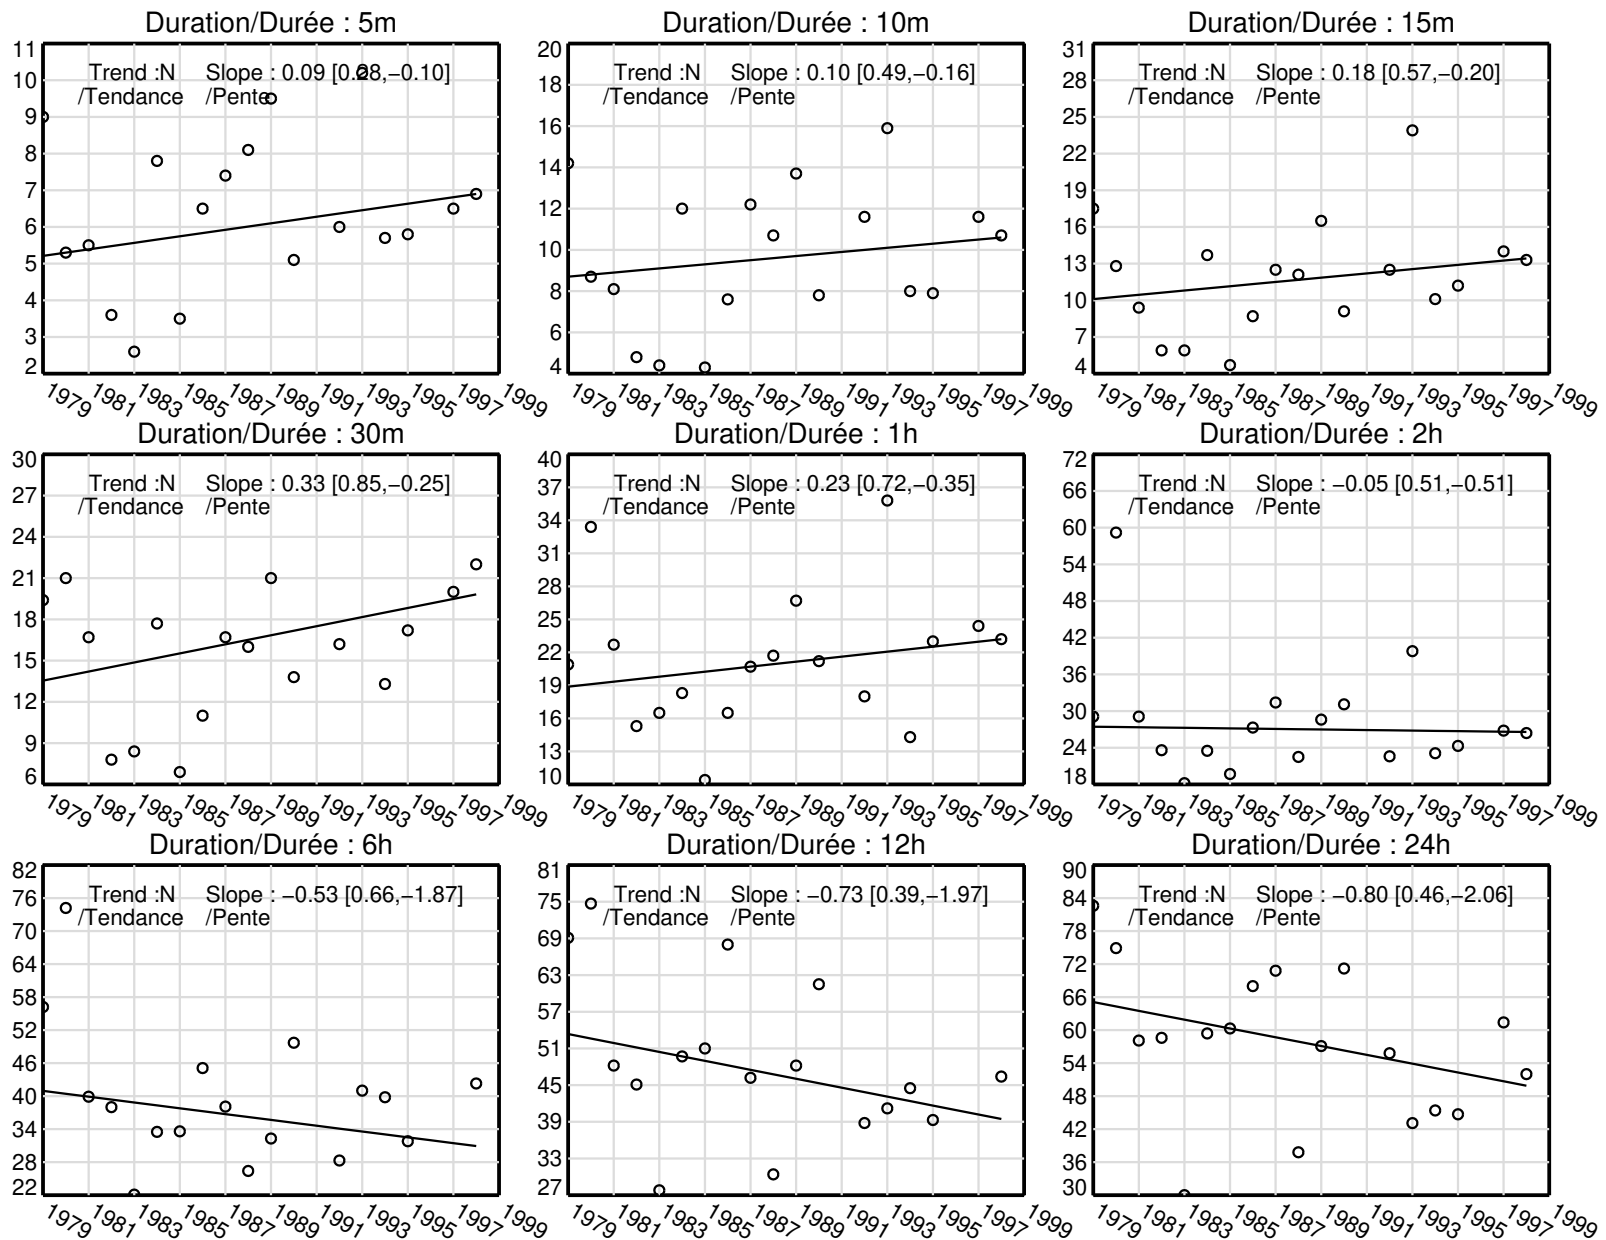 Duration/Durée : 5m
11
10
9
8
7
6
5
4
3
2
Trend :N Slope : 0.09 [0.28,−0.10]
/Tendance /Pente
1979 1981 1983 1985 1987 1989 1991 1993 1995 1997 1999
Duration/Durée : 10m
20
18
16
14
12
10
8
6
4
Trend :N Slope : 0.10 [0.49,−0.16]
/Tendance /Pente
1979 1981 1983 1985 1987 1989 1991 1993 1995 1997 1999
Duration/Durée : 15m
31
28
25
22
19
16
13
10
7
4
Trend :N Slope : 0.18 [0.57,−0.20]
/Tendance /Pente
1979 1981 1983 1985 1987 1989 1991 1993 1995 1997 1999
Duration/Durée : 30m
30
27
24
21
18
15
12
9
6
Trend :N Slope : 0.33 [0.85,−0.25]
/Tendance /Pente
1979 1981 1983 1985 1987 1989 1991 1993 1995 1997 1999
Duration/Durée : 1h
40
37
34
31
28
25
22
19
16
13
10
Trend :N Slope : 0.23 [0.72,−0.35]
/Tendance /Pente
1979 1981 1983 1985 1987 1989 1991 1993 1995 1997 1999
Duration/Durée : 2h
72
66
60
54
48
42
36
30
24
18
Trend :N Slope : −0.05 [0.51,−0.51]
/Tendance /Pente
1979 1981 1983 1985 1987 1989 1991 1993 1995 1997 1999
Duration/Durée : 6h
82
76
70
64
58
52
46
40
34
28
22
Trend :N Slope : −0.53 [0.66,−1.87]
/Tendance /Pente
1979 1981 1983 1985 1987 1989 1991 1993 1995 1997 1999
Duration/Durée : 12h
81
75
69
63
57
51
45
39
33
27
Trend :N Slope : −0.73 [0.39,−1.97]
/Tendance /Pente
1979 1981 1983 1985 1987 1989 1991 1993 1995 1997 1999
Duration/Durée : 24h
90
84
78
72
66
60
54
48
42
36
30
Trend :N Slope : −0.80 [0.46,−2.06]
/Tendance /Pente
1979 1981 1983 1985 1987 1989 1991 1993 1995 1997 1999